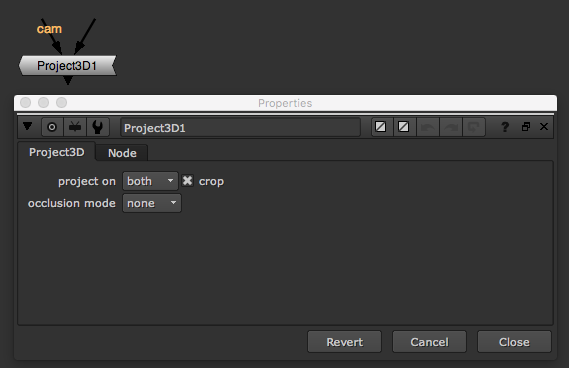 cam
Project3D1
Properties
Project3D1 ?
Project3D Node
project on both crop
occlusion mode none
Revert Cancel Close